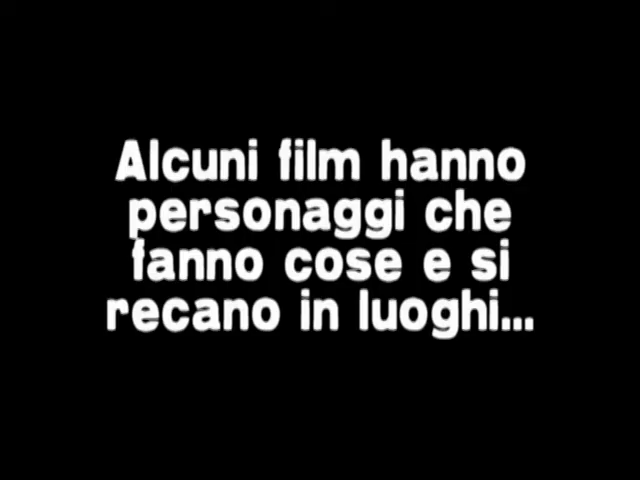 Alcuni film hanno
personaggi che
fanno cose e si
recano in luoghi...